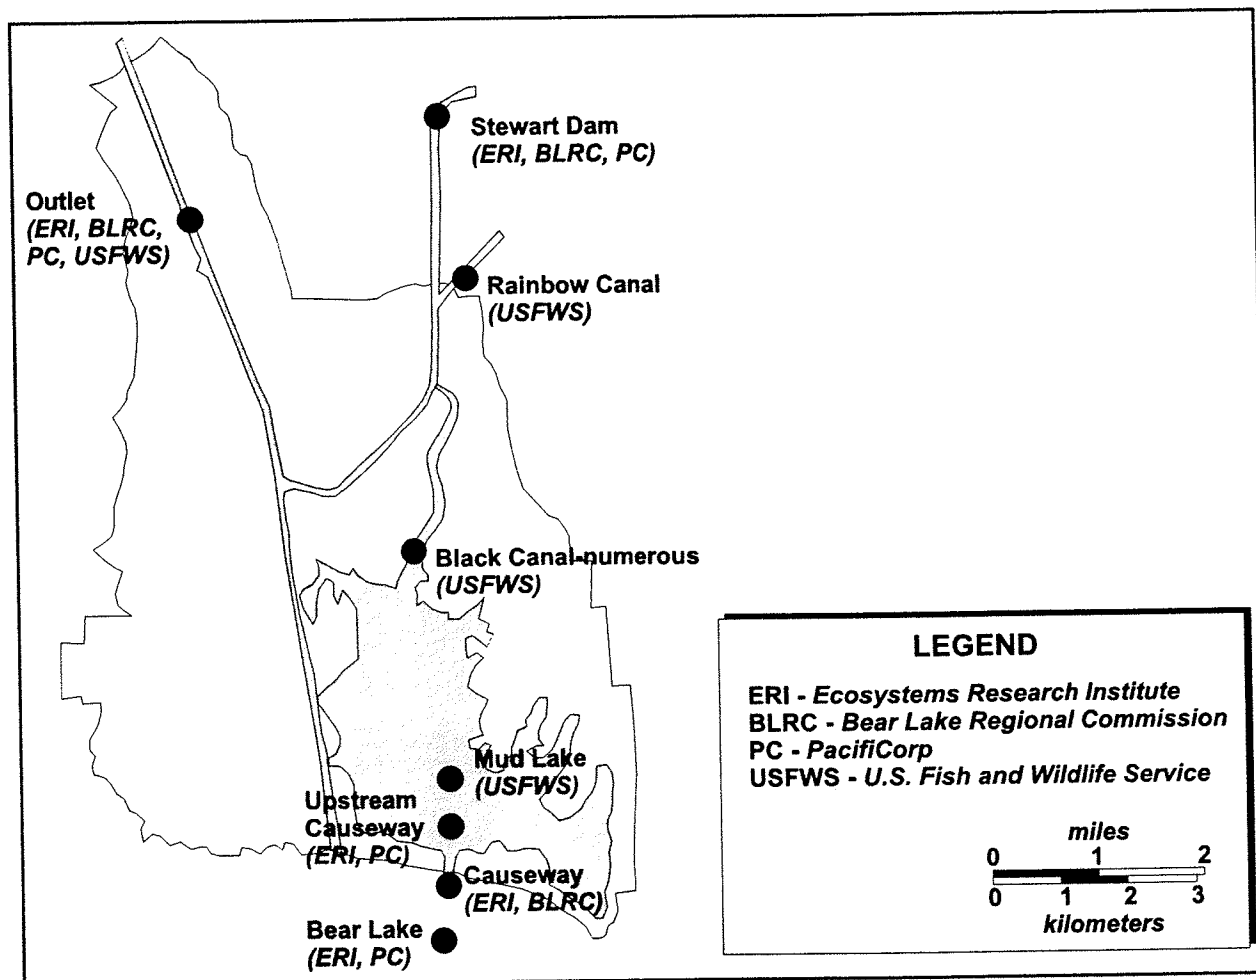 Stewart Dam
(ERI, BLRC, PC)
Outlet
(ERI, BLRC,
PC, USFWS)
Rainbow Canal
(USFWS)
Black Canal-numerous
(USFWS)
Mud Lake
(USFWS)
Upstream
Causeway
(ERI, PC)
Causeway
(ERI, BLRC)
Bear Lake
(ERI, PC)
LEGEND
ERI - Ecosystems Research Institute
BLRC - Bear Lake Regional Commission
PC - PacifiCorp
USFWS - U.S. Fish and Wildlife Service
miles
0 1 2
0 1 2 3
kilometers